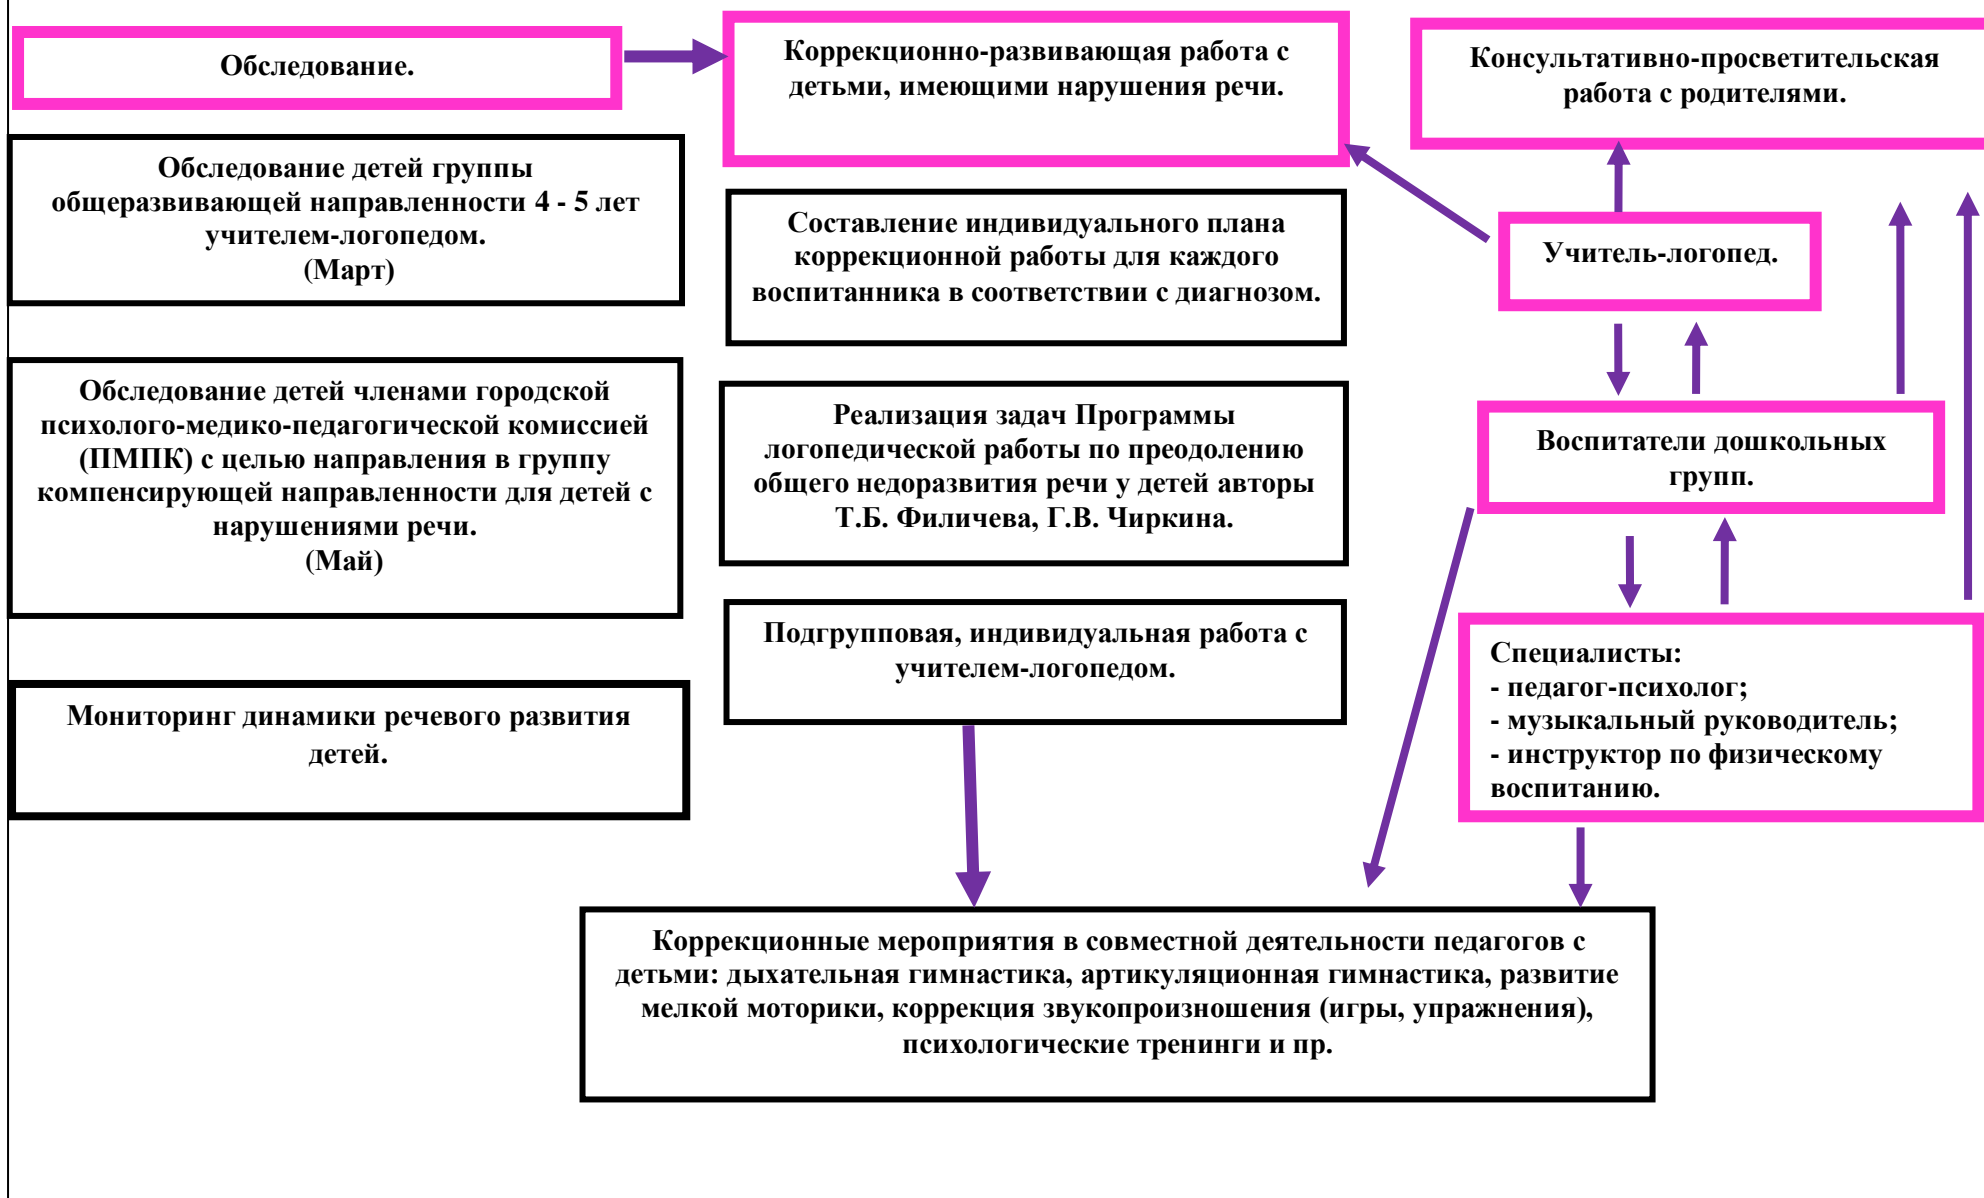 Обследование.
Обследование детей группы
общеразвивающей направленности 4 - 5 лет
учителем-логопедом.
(Март)
Обследование детей членами городской
психолого-медико-педагогической комиссией
(ПМПК) с целью направления в группу
компенсирующей направленности для детей с
нарушениями речи.
(Май)
Мониторинг динамики речевого развития
детей.
Коррекционно-развивающая работа с
детьми, имеющими нарушения речи.
Составление индивидуального плана
коррекционной работы для каждого
воспитанника в соответствии с диагнозом.
Реализация задач Программы
логопедической работы по преодолению
общего недоразвития речи у детей авторы
Т.Б. Филичева, Г.В. Чиркина.
Подгрупповая, индивидуальная работа с
учителем-логопедом.
Консультативно-просветительская
работа с родителями.
Учитель-логопед.
Воспитатели дошкольных
групп.
Специалисты:
- педагог-психолог;
- музыкальный руководитель;
- инструктор по физическому
воспитанию.
Коррекционные мероприятия в совместной деятельности педагогов с
детьми: дыхательная гимнастика, артикуляционная гимнастика, развитие
мелкой моторики, коррекция звукопроизношения (игры, упражнения),
психологические тренинги и пр.